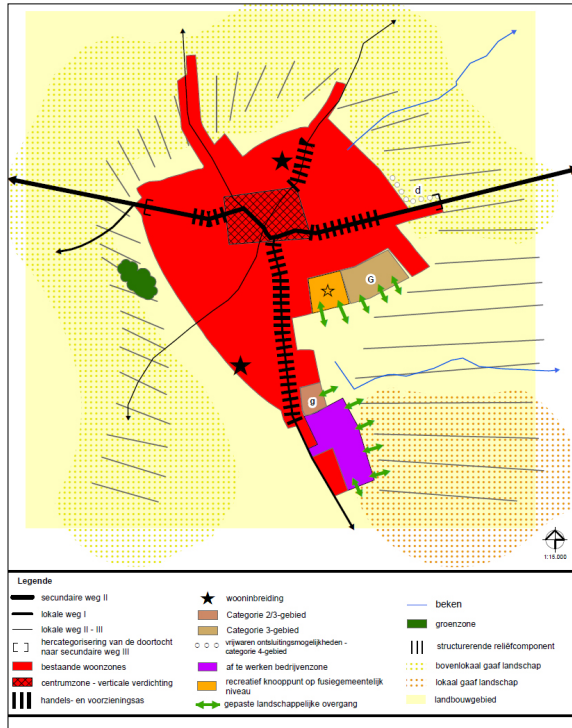 d
G
g
1:15.000
Legende
secundaire weg II
lokale weg I
lokale weg II - III
hercategorisering van de doortocht
naar secundaire weg III
bestaande woonzones
centrumzone - verticale verdichting
handels- en voorzieningsas
wooninbreiding
Categorie 2/3-gebied
Categorie 3-gebied
vrijwaren ontsluitingsmogelijkheden -
categorie 4-gebied
af te werken bedrijvenzone
recreatief knooppunt op fusiegemeentelijk
niveau
gepaste landschappelijke overgang
beken
groenzone
structurerende reliëfcomponent
bovenlokaal gaaf landschap
lokaal gaaf landschap
landbouwgebied